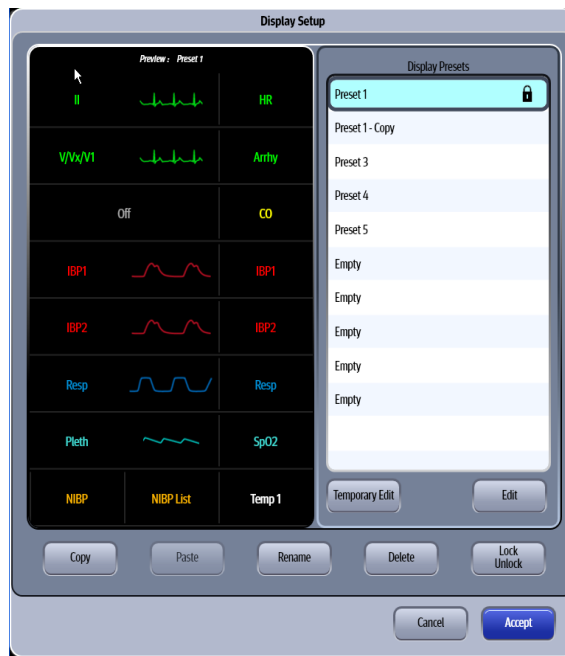 Display Setup
Preview : Preset 1
II HR
V/Vx/V1 Arrhy
Off CO
IBP1 IBP1
IBP2 IBP2
Resp Resp
Pleth SpO2
NIBP NIBP List Temp 1
Display Presets
Preset 1
Preset 1 - Copy
Preset 3
Preset 4
Preset 5
Empty
Empty
Empty
Empty
Empty
Temporary Edit Edit
Copy Paste Rename Delete Lock
Unlock
Cancel Accept